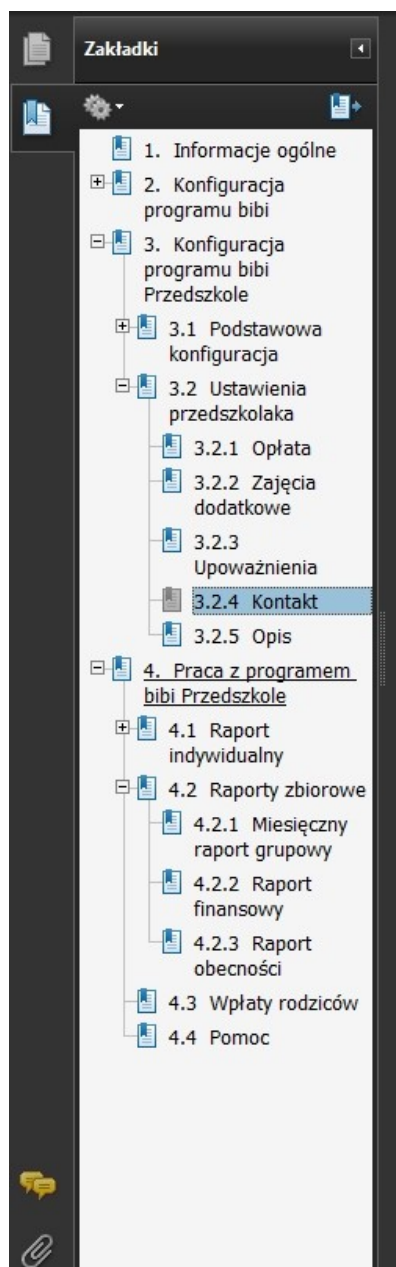 Zakładki
1. Informacje ogólne
2. Konfiguracja
programu bibi
3. Konfiguracja
programu bibi
Przedszkole
3.1 Podstawowa
konfiguracja
3.2 Ustawienia
przedszkolaka
3.2.1 Opłata
3.2.2 Zajęcia
dodatkowe
3.2.3
Upoważnienia
3.2.4 Kontakt
3.2.5 Opis
4. Praca z programem
bibi Przedszkole
4.1 Raport
indywidualny
4.2 Raporty zbiorowe
4.2.1 Miesięczny
raport grupowy
4.2.2 Raport
finansowy
4.2.3 Raport
obecności
4.3 Wpłaty rodziców
4.4 Pomoc